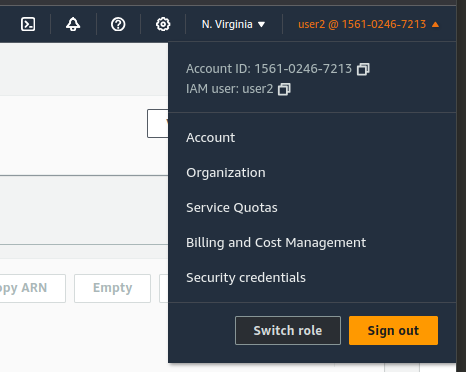 N. Virginia
user2 @ 1561-0246-7213
Account ID: 1561-0246-7213
IAM user: user2
Account
Organization
Service Quotas
Billing and Cost Management
Security credentials
ARN
Empty
Switch role
Sign out